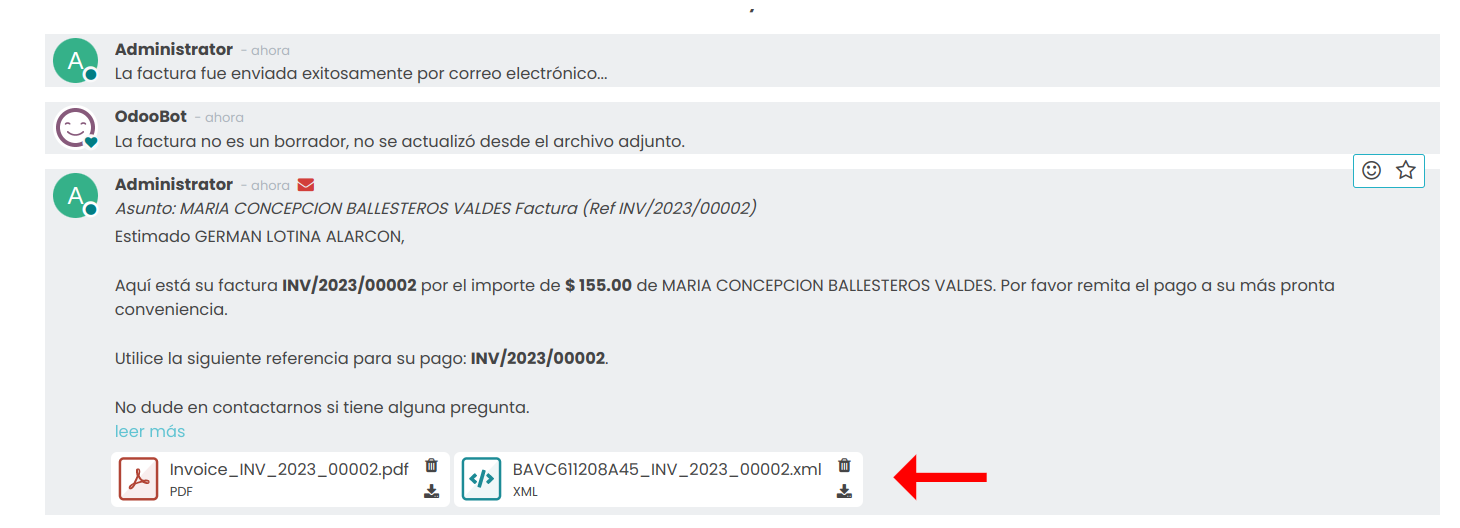 A
Administrator - ahora
La factura fue enviada exitosamente por correo electrónico...
OdooBot - ahora
La factura no es un borrador, no se actualizó desde el archivo adjunto.
A
Administrator - ahora
Asunto: MARIA CONCEPCION BALLESTEROS VALDES Factura (Ref INV/2023/00002)
Estimado GERMAN LOTINA ALARCON,
Aquí está su factura INV/2023/00002 por el importe de $ 155.00 de MARIA CONCEPCION BALLESTEROS VALDES. Por favor remita el pago a su más pronta
conveniencia.
Utilice la siguiente referencia para su pago: INV/2023/00002.
No dude en contactarnos si tiene alguna pregunta.
leer más
Invoice_INV_2023_00002.pdf
PDF
BAVC611208A45_INV_2023_00002.xml
XML